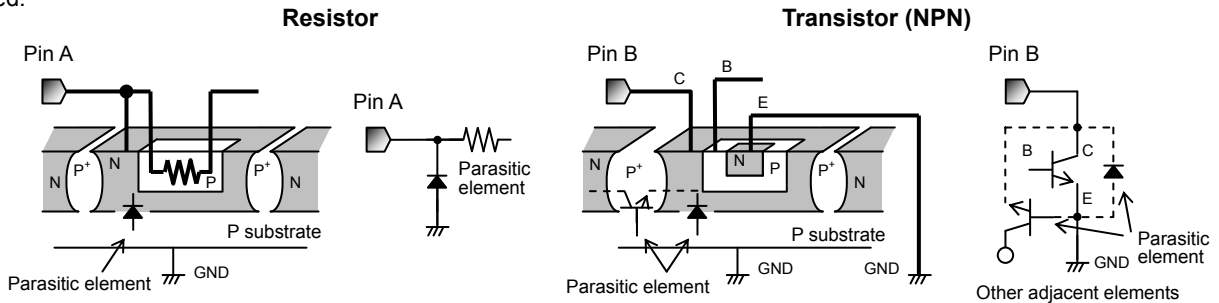 ed.
Resistor
Transistor (NPN)
Pin A
N
P+
N
P
P+
N
P substrate
Parasitic element
GND
Pin A
Parasitic
element
Pin B
C
B
E
N
P+
N
P
P+
N
P substrate
Parasitic element
GND
GND
Pin B
B
C
E
Parasitic
element
GND
Other adjacent elements